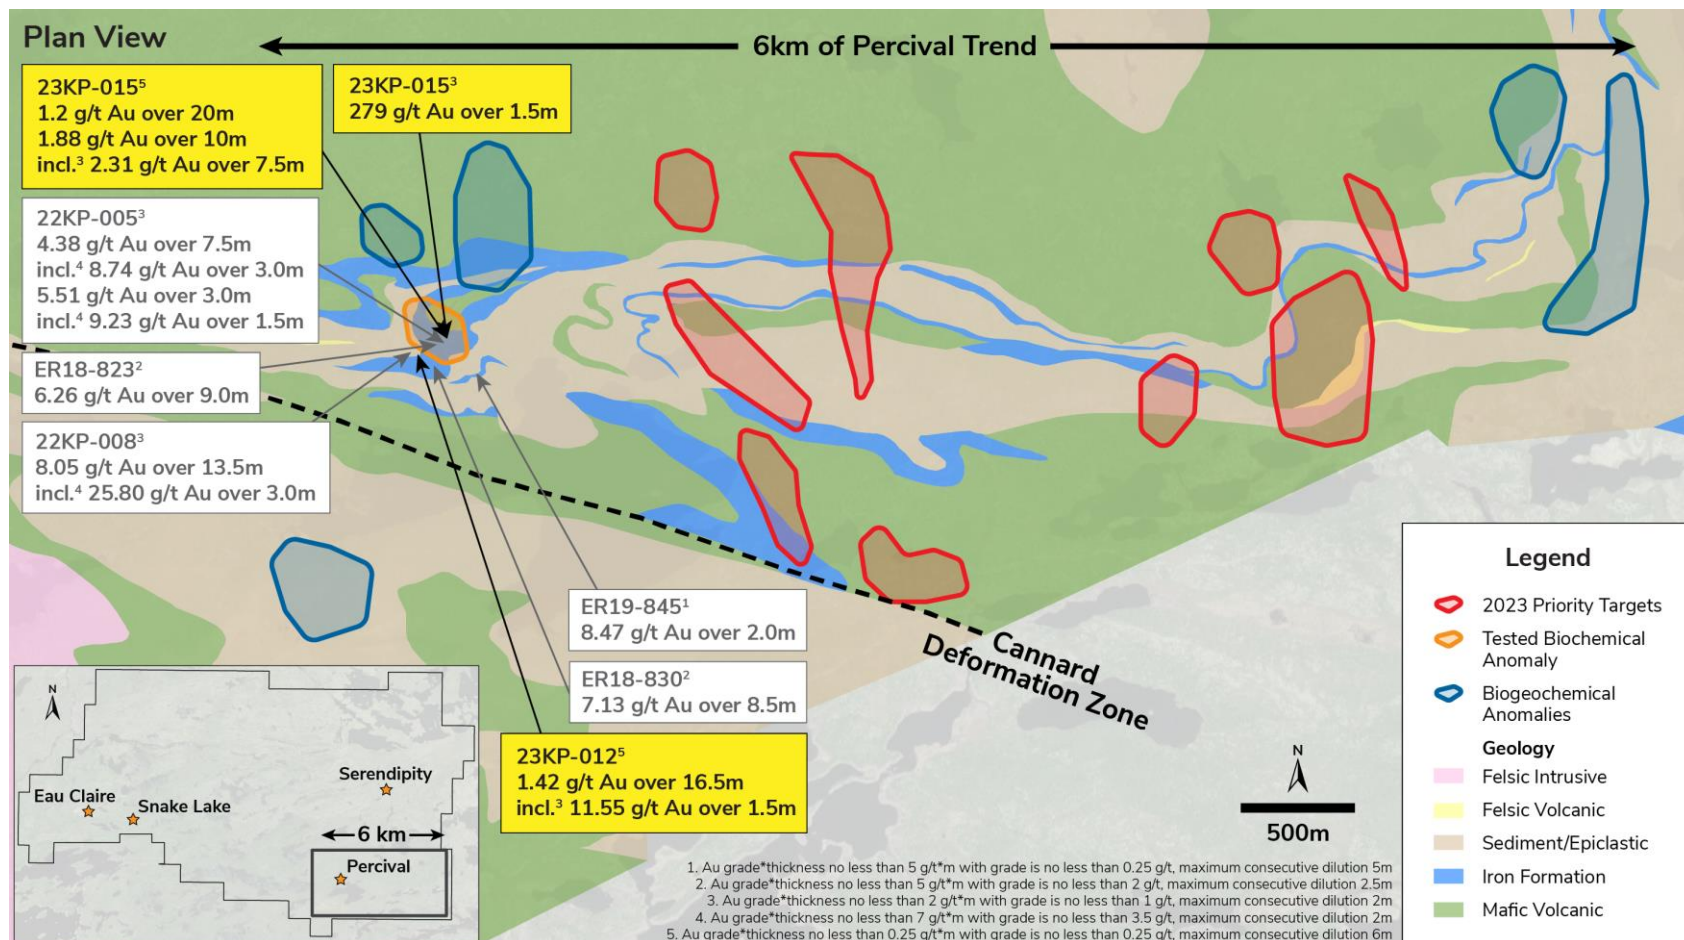 Plan View
6km of Percival Trend
23KP-015⁵
1.2 g/t Au over 20m
1.88 g/t Au over 10m
incl.³ 2.31 g/t Au over 7.5m
23KP-015³
279 g/t Au over 1.5m
22KP-005³
4.38 g/t Au over 7.5m
incl.⁴ 8.74 g/t Au over 3.0m
5.51 g/t Au over 3.0m
incl.⁴ 9.23 g/t Au over 1.5m
ER18-823²
6.26 g/t Au over 9.0m
22KP-008³
8.05 g/t Au over 13.5m
incl.⁴ 25.80 g/t Au over 3.0m
ER19-845¹
8.47 g/t Au over 2.0m
ER18-830²
7.13 g/t Au over 8.5m
23KP-012⁵
1.42 g/t Au over 16.5m
incl.³ 11.55 g/t Au over 1.5m
Cannard
Deformation Zone
N
Eau Claire
Snake Lake
Serendipity
6 km
Percival
N
500m
Legend
2023 Priority Targets
Tested Biochemical
Anomaly
Biogeochemical
Anomalies
Geology
Felsic Intrusive
Felsic Volcanic
Sediment/Epiclastic
Iron Formation
Mafic Volcanic
1. Au grade*thickness no less than 5 g/t*m with grade is no less than 0.25 g/t, maximum consecutive dilution 5m
2. Au grade*thickness no less than 5 g/t*m with grade is no less than 2 g/t, maximum consecutive dilution 2.5m
3. Au grade*thickness no less than 2 g/t*m with grade is no less than 1 g/t, maximum consecutive dilution 2m
4. Au grade*thickness no less than 7 g/t*m with grade is no less than 3.5 g/t, maximum consecutive dilution 2m
5. Au grade*thickness no less than 0.25 g/t*m with grade is no less than 0.25 g/t, maximum consecutive dilution 6m